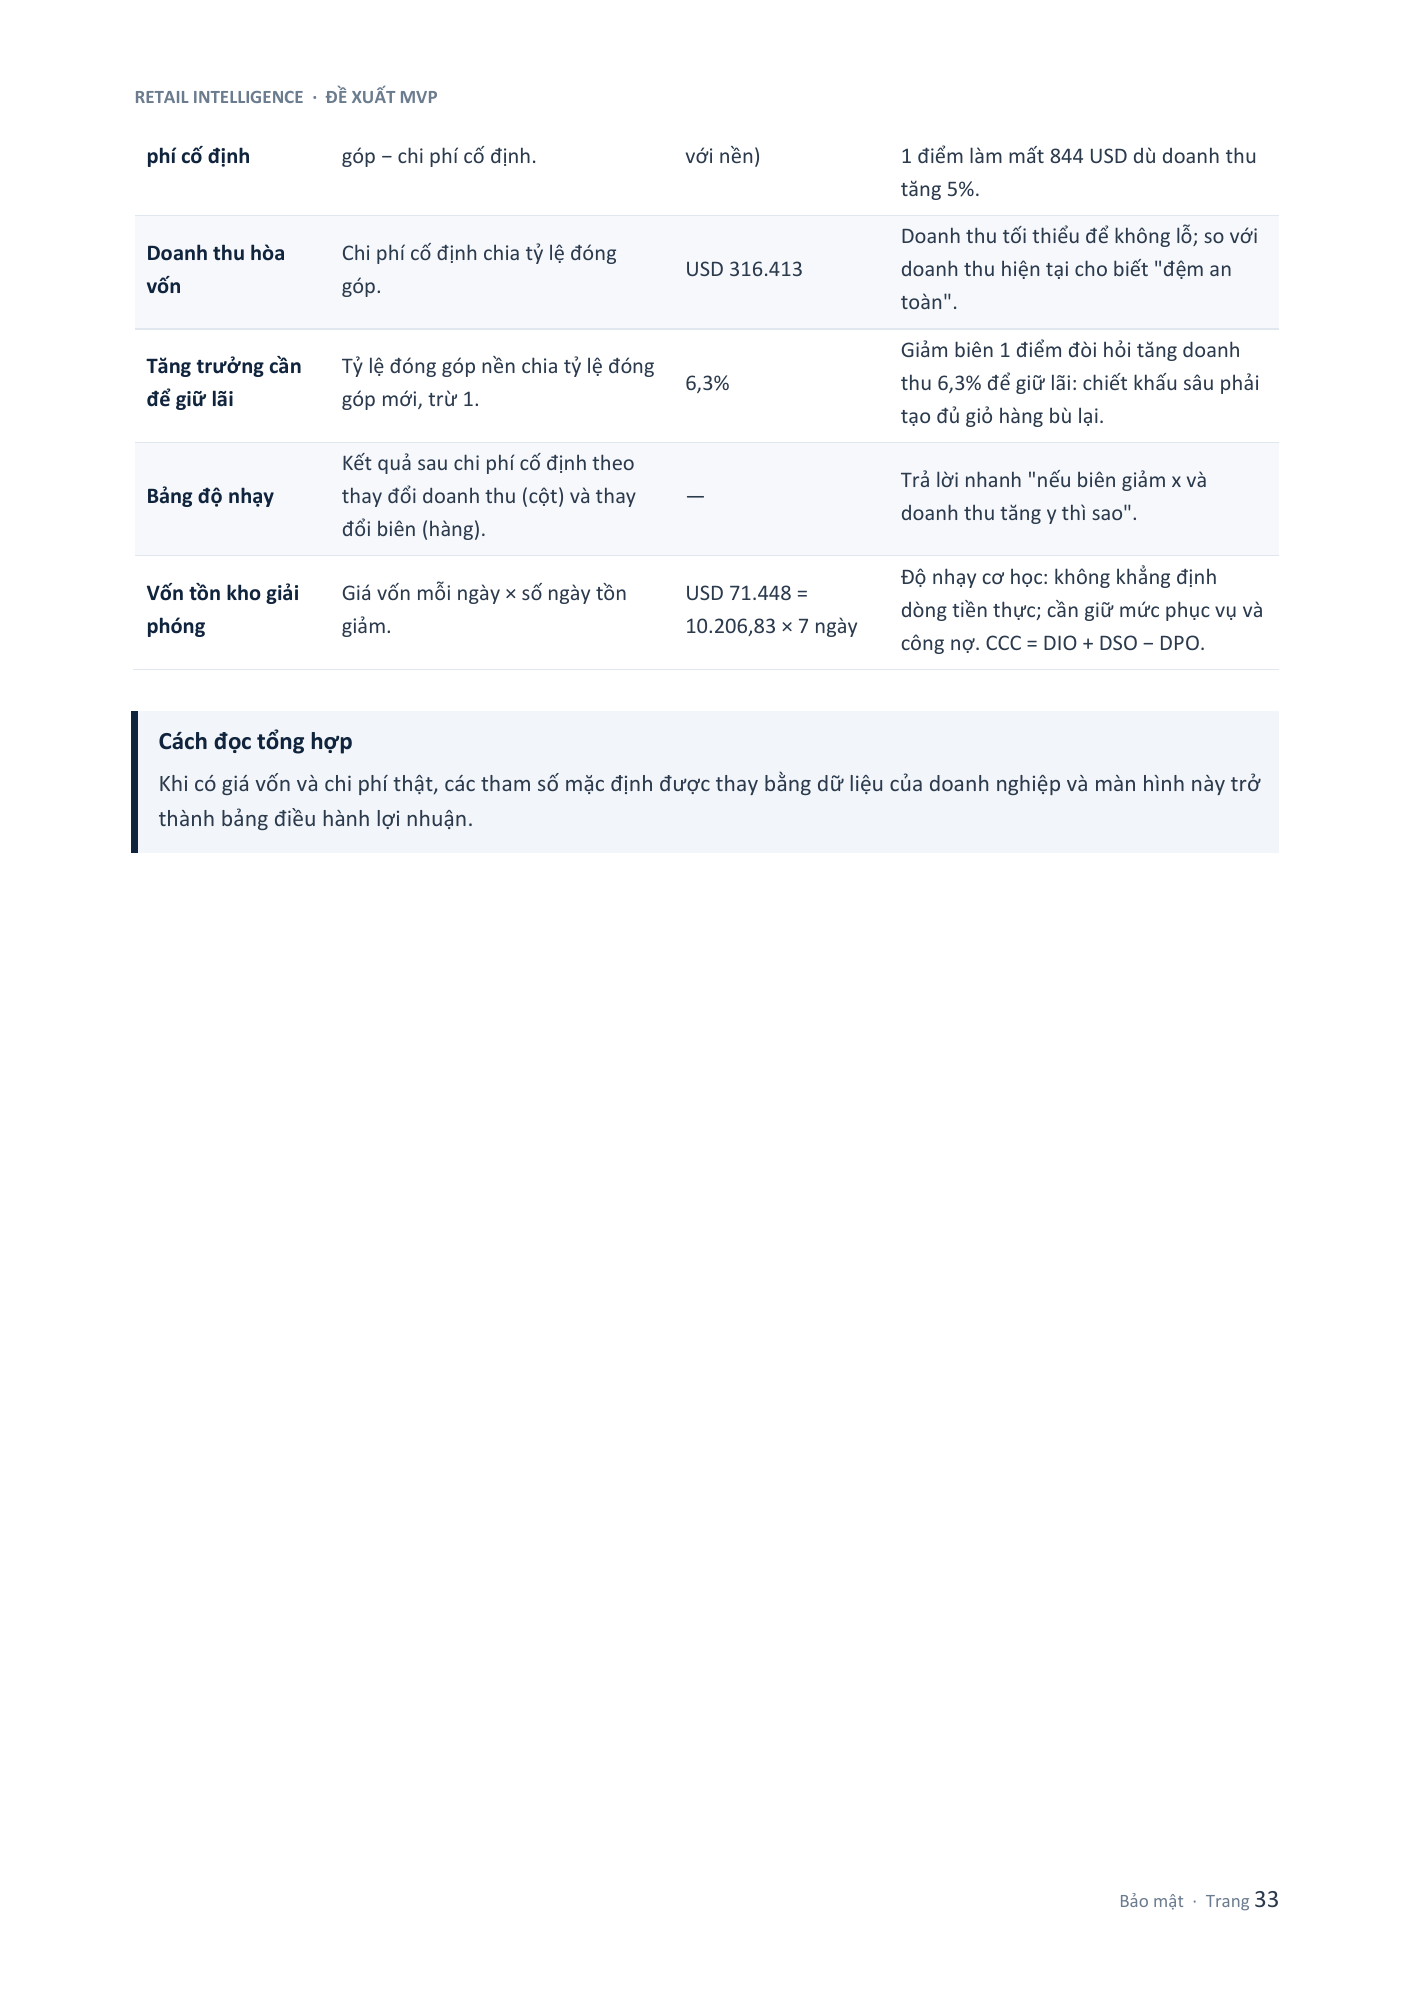 RETAIL INTELLIGENCE · ĐỀ XUẤT MVP
phí cố định
góp − chi phí cố định.
với nền)
1 điểm làm mất 844 USD dù doanh thu
tăng 5%.
Doanh thu hòa
vốn
Chi phí cố định chia tỷ lệ đóng
góp.
USD 316.413
Doanh thu tối thiểu để không lỗ; so với
doanh thu hiện tại cho biết "đệm an
toàn".
Tăng trưởng cần
để giữ lãi
Tỷ lệ đóng góp nền chia tỷ lệ đóng
góp mới, trừ 1.
6,3%
Giảm biên 1 điểm đòi hỏi tăng doanh
thu 6,3% để giữ lãi: chiết khấu sâu phải
tạo đủ giỏ hàng bù lại.
Bảng độ nhạy
Kết quả sau chi phí cố định theo
thay đổi doanh thu (cột) và thay
đổi biên (hàng).
—
Trả lời nhanh "nếu biên giảm x và
doanh thu tăng y thì sao".
Vốn tồn kho giải
phóng
Giá vốn mỗi ngày × số ngày tồn
giảm.
USD 71.448 =
10.206,83 × 7 ngày
Độ nhạy cơ học: không khẳng định
dòng tiền thực; cần giữ mức phục vụ và
công nợ. CCC = DIO + DSO − DPO.
Cách đọc tổng hợp
Khi có giá vốn và chi phí thật, các tham số mặc định được thay bằng dữ liệu của doanh nghiệp và màn hình này trở
thành bảng điều hành lợi nhuận.
Bảo mật · Trang 33